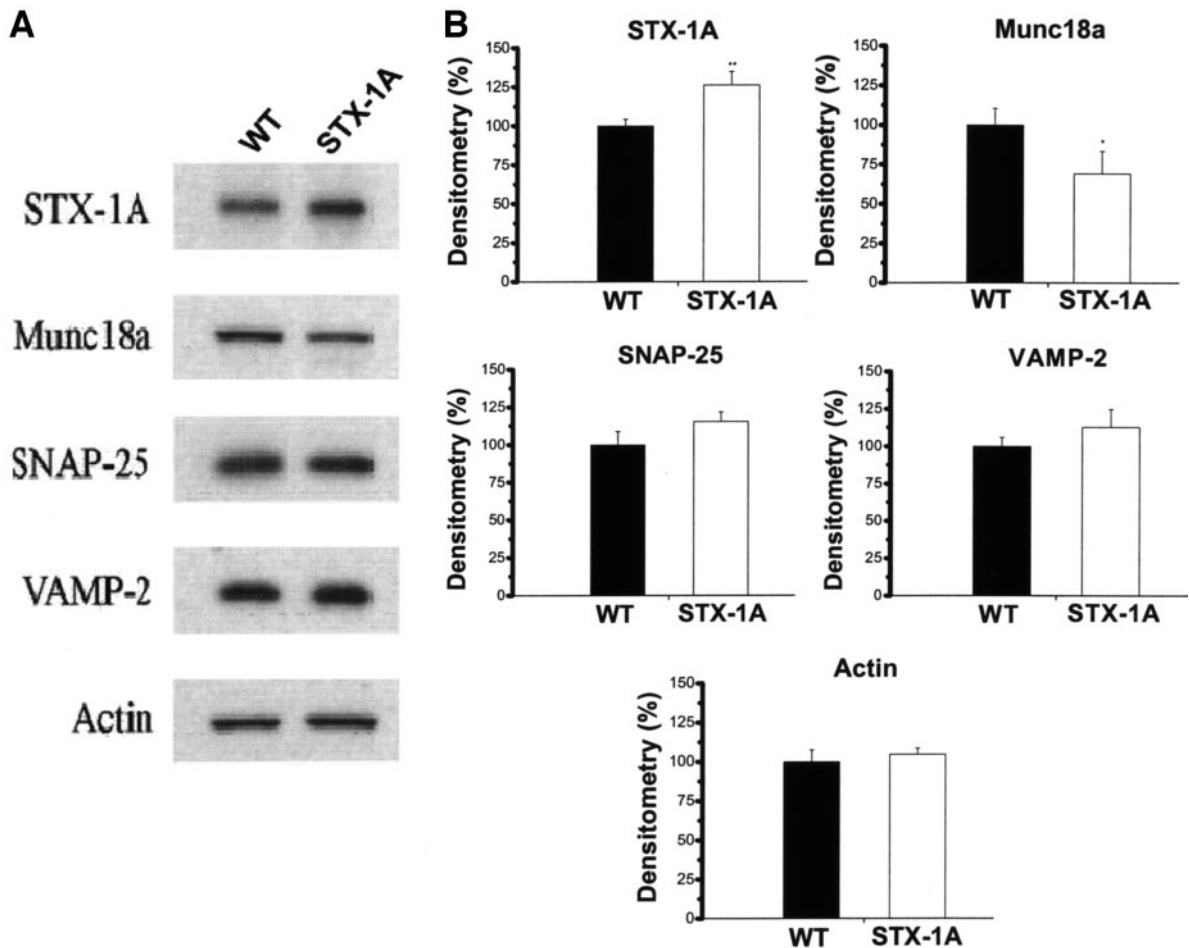 A
WT STX-1A
STX-1A
Munc18a
SNAP-25
VAMP-2
Actin
B
STX-1A
Densitometry (%)
150
125
100
75
50
25
0
**
WT STX-1A
Munc18a
Densitometry (%)
150
125
100
75
50
25
0
*
WT STX-1A
SNAP-25
Densitometry (%)
150
125
100
75
50
25
0
WT STX-1A
VAMP-2
Densitometry (%)
150
125
100
75
50
25
0
WT STX-1A
Actin
Densitometry (%)
150
125
100
75
50
25
0
WT STX-1A